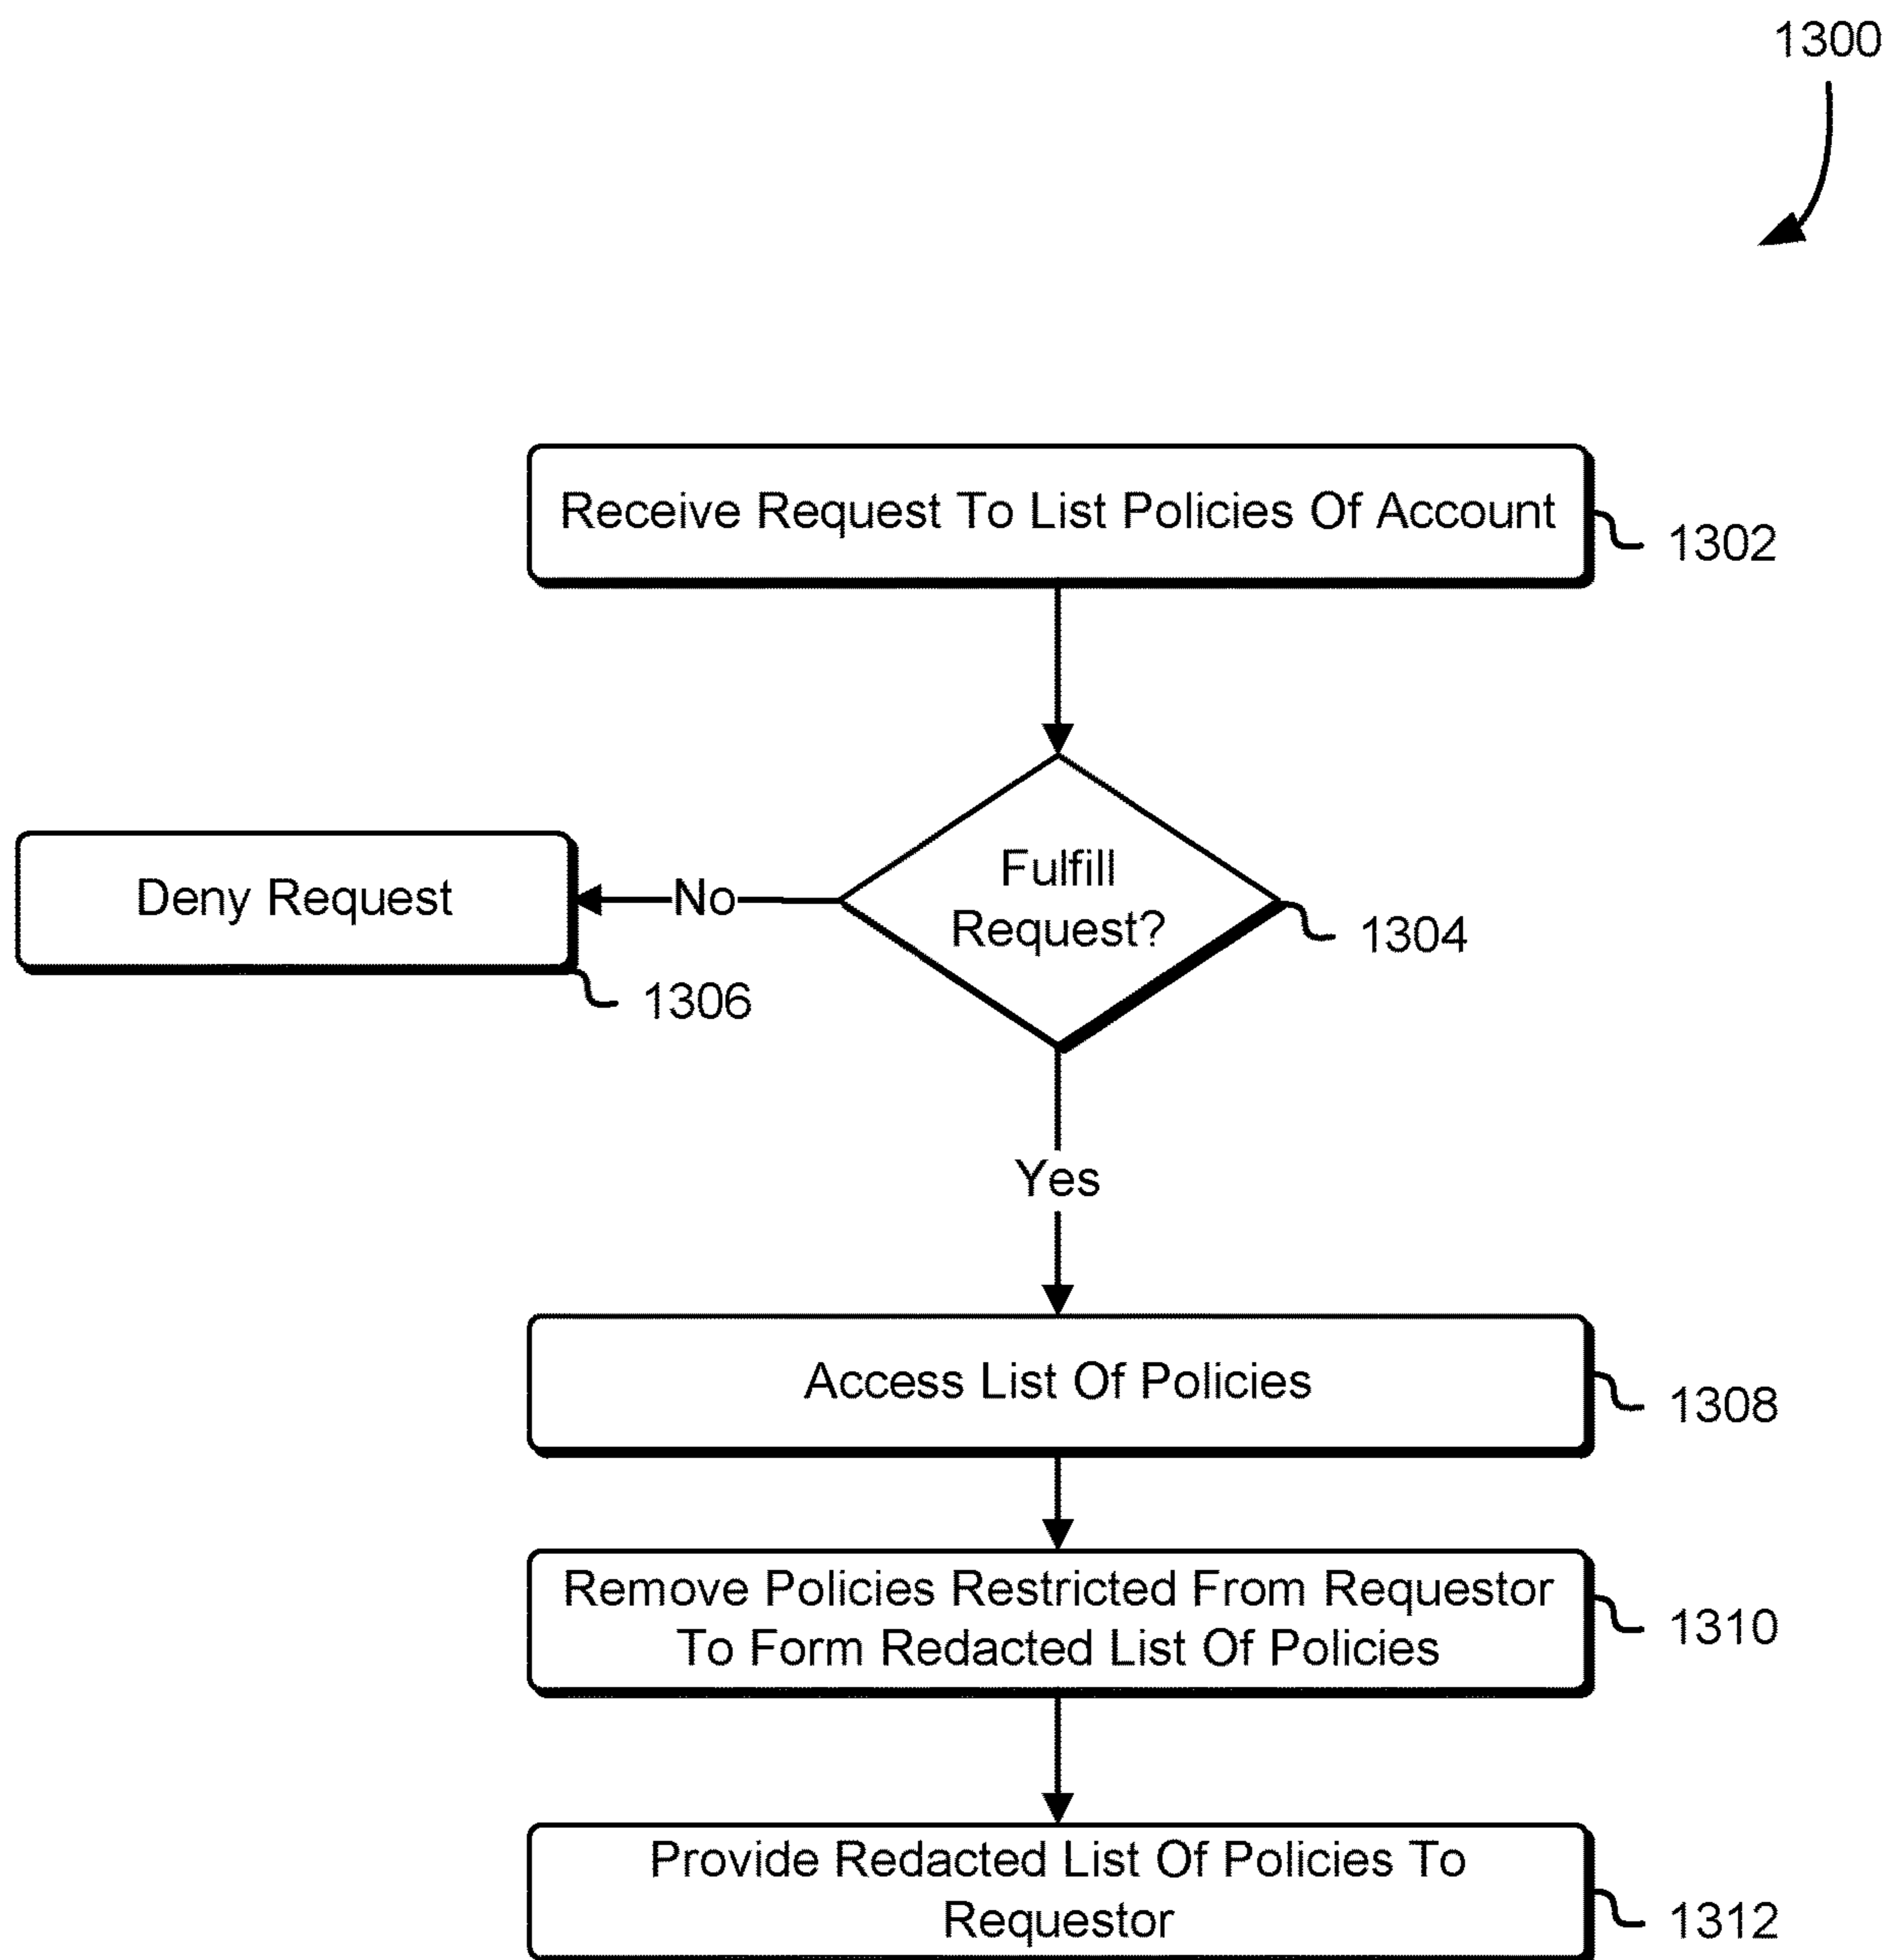 1300
Receive Request To List Policies Of Account
1302
Fulfill
Request?
1304
No
Deny Request
1306
Yes
Access List Of Policies
1308
Remove Policies Restricted From Requestor
To Form Redacted List Of Policies
1310
Provide Redacted List Of Policies To
Requestor
1312